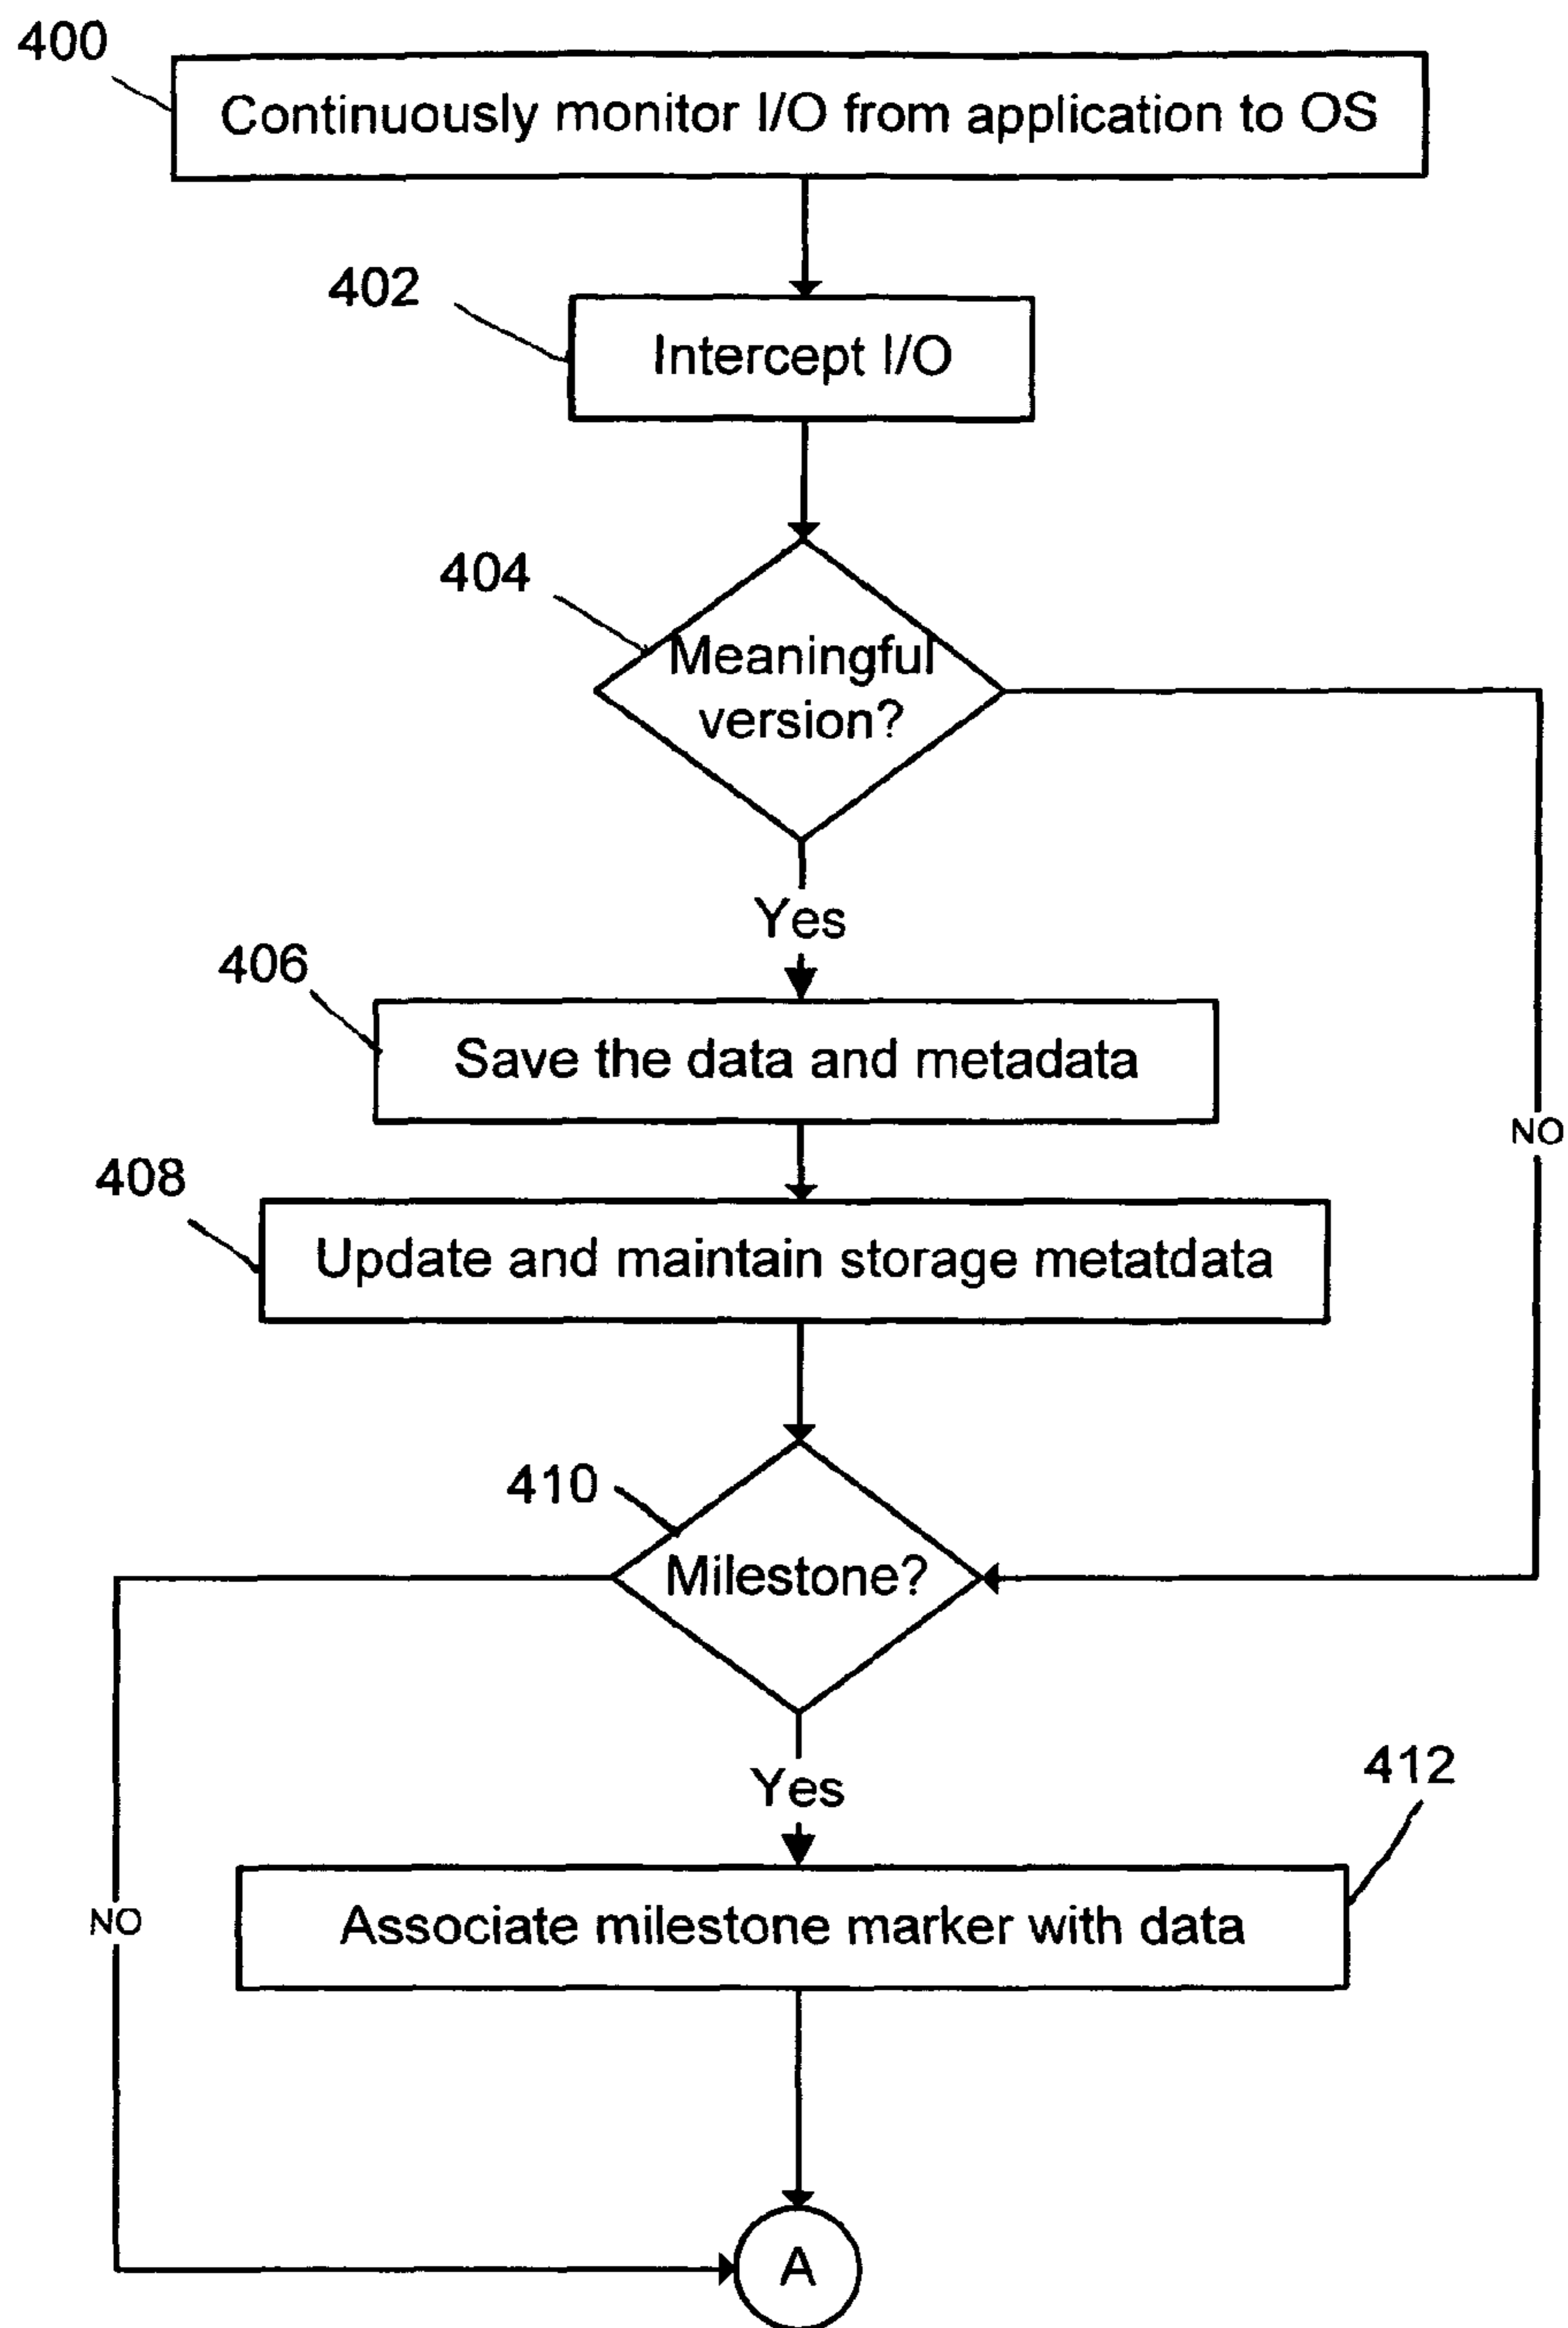 400
Continuously monitor I/O from application to OS
402
Intercept I/O
404
Meaningful
version?
Yes
406
Save the data and metadata
NO
408
Update and maintain storage metatdata
410
Milestone?
Yes
412
NO
Associate milestone marker with data
A